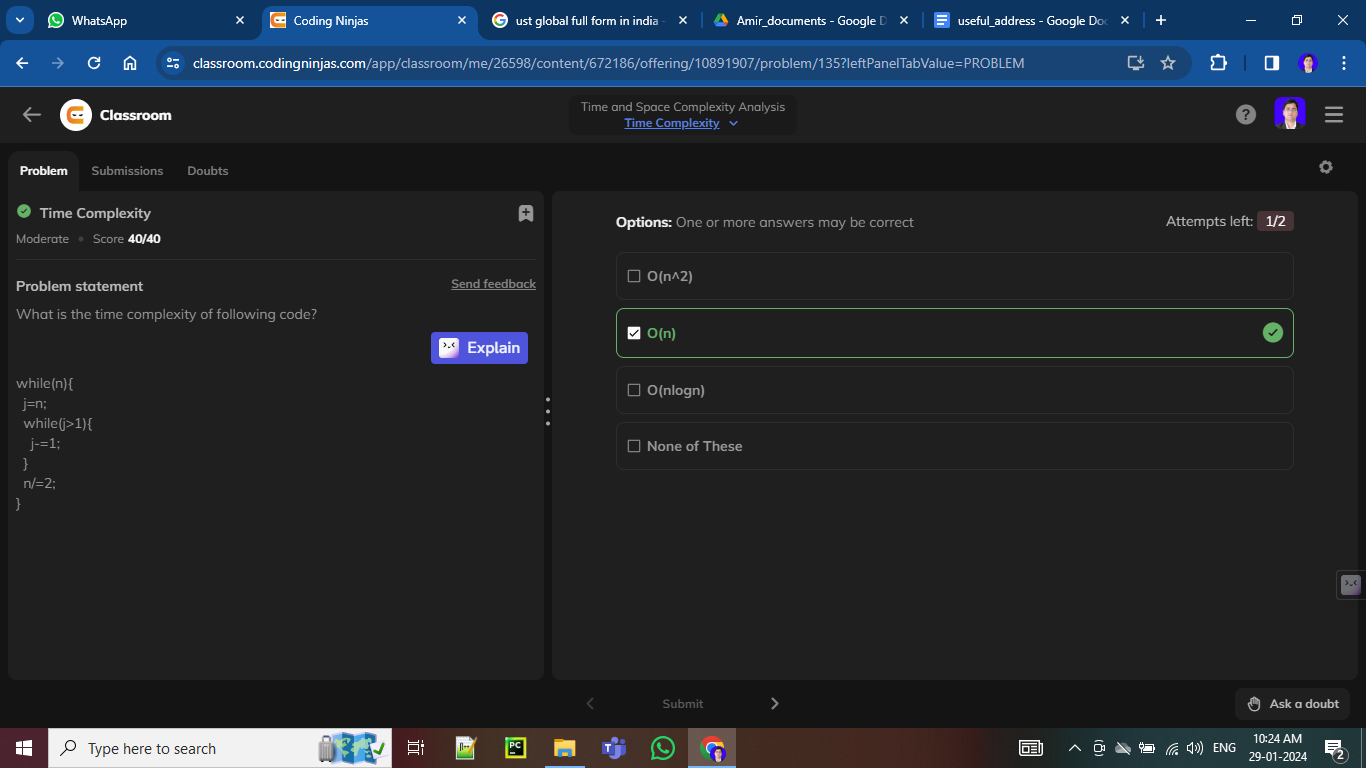 WhatsApp
Coding Ninjas
ust global full form in india -
Amir_documents - Google D
useful_address - Google Doc
classroom.codingninjas.com/app/classroom/me/26598/content/672186/offering/10891907/problem/135?leftPanelTabValue=PROBLEM
Classroom
Time and Space Complexity Analysis
Time Complexity
Problem Submissions Doubts
Time Complexity
Moderate • Score 40/40
Problem statement
Send feedback
What is the time complexity of following code?
Explain
while(n){
j=n;
while(j>1){
j-=1;
}
n/=2;
}
Options: One or more answers may be correct
Attempts left: 1/2
O(n^2)
O(n)
O(nlogn)
None of These
Submit
Ask a doubt
Type here to search
PC
ENG
10:24 AM
29-01-2024
2